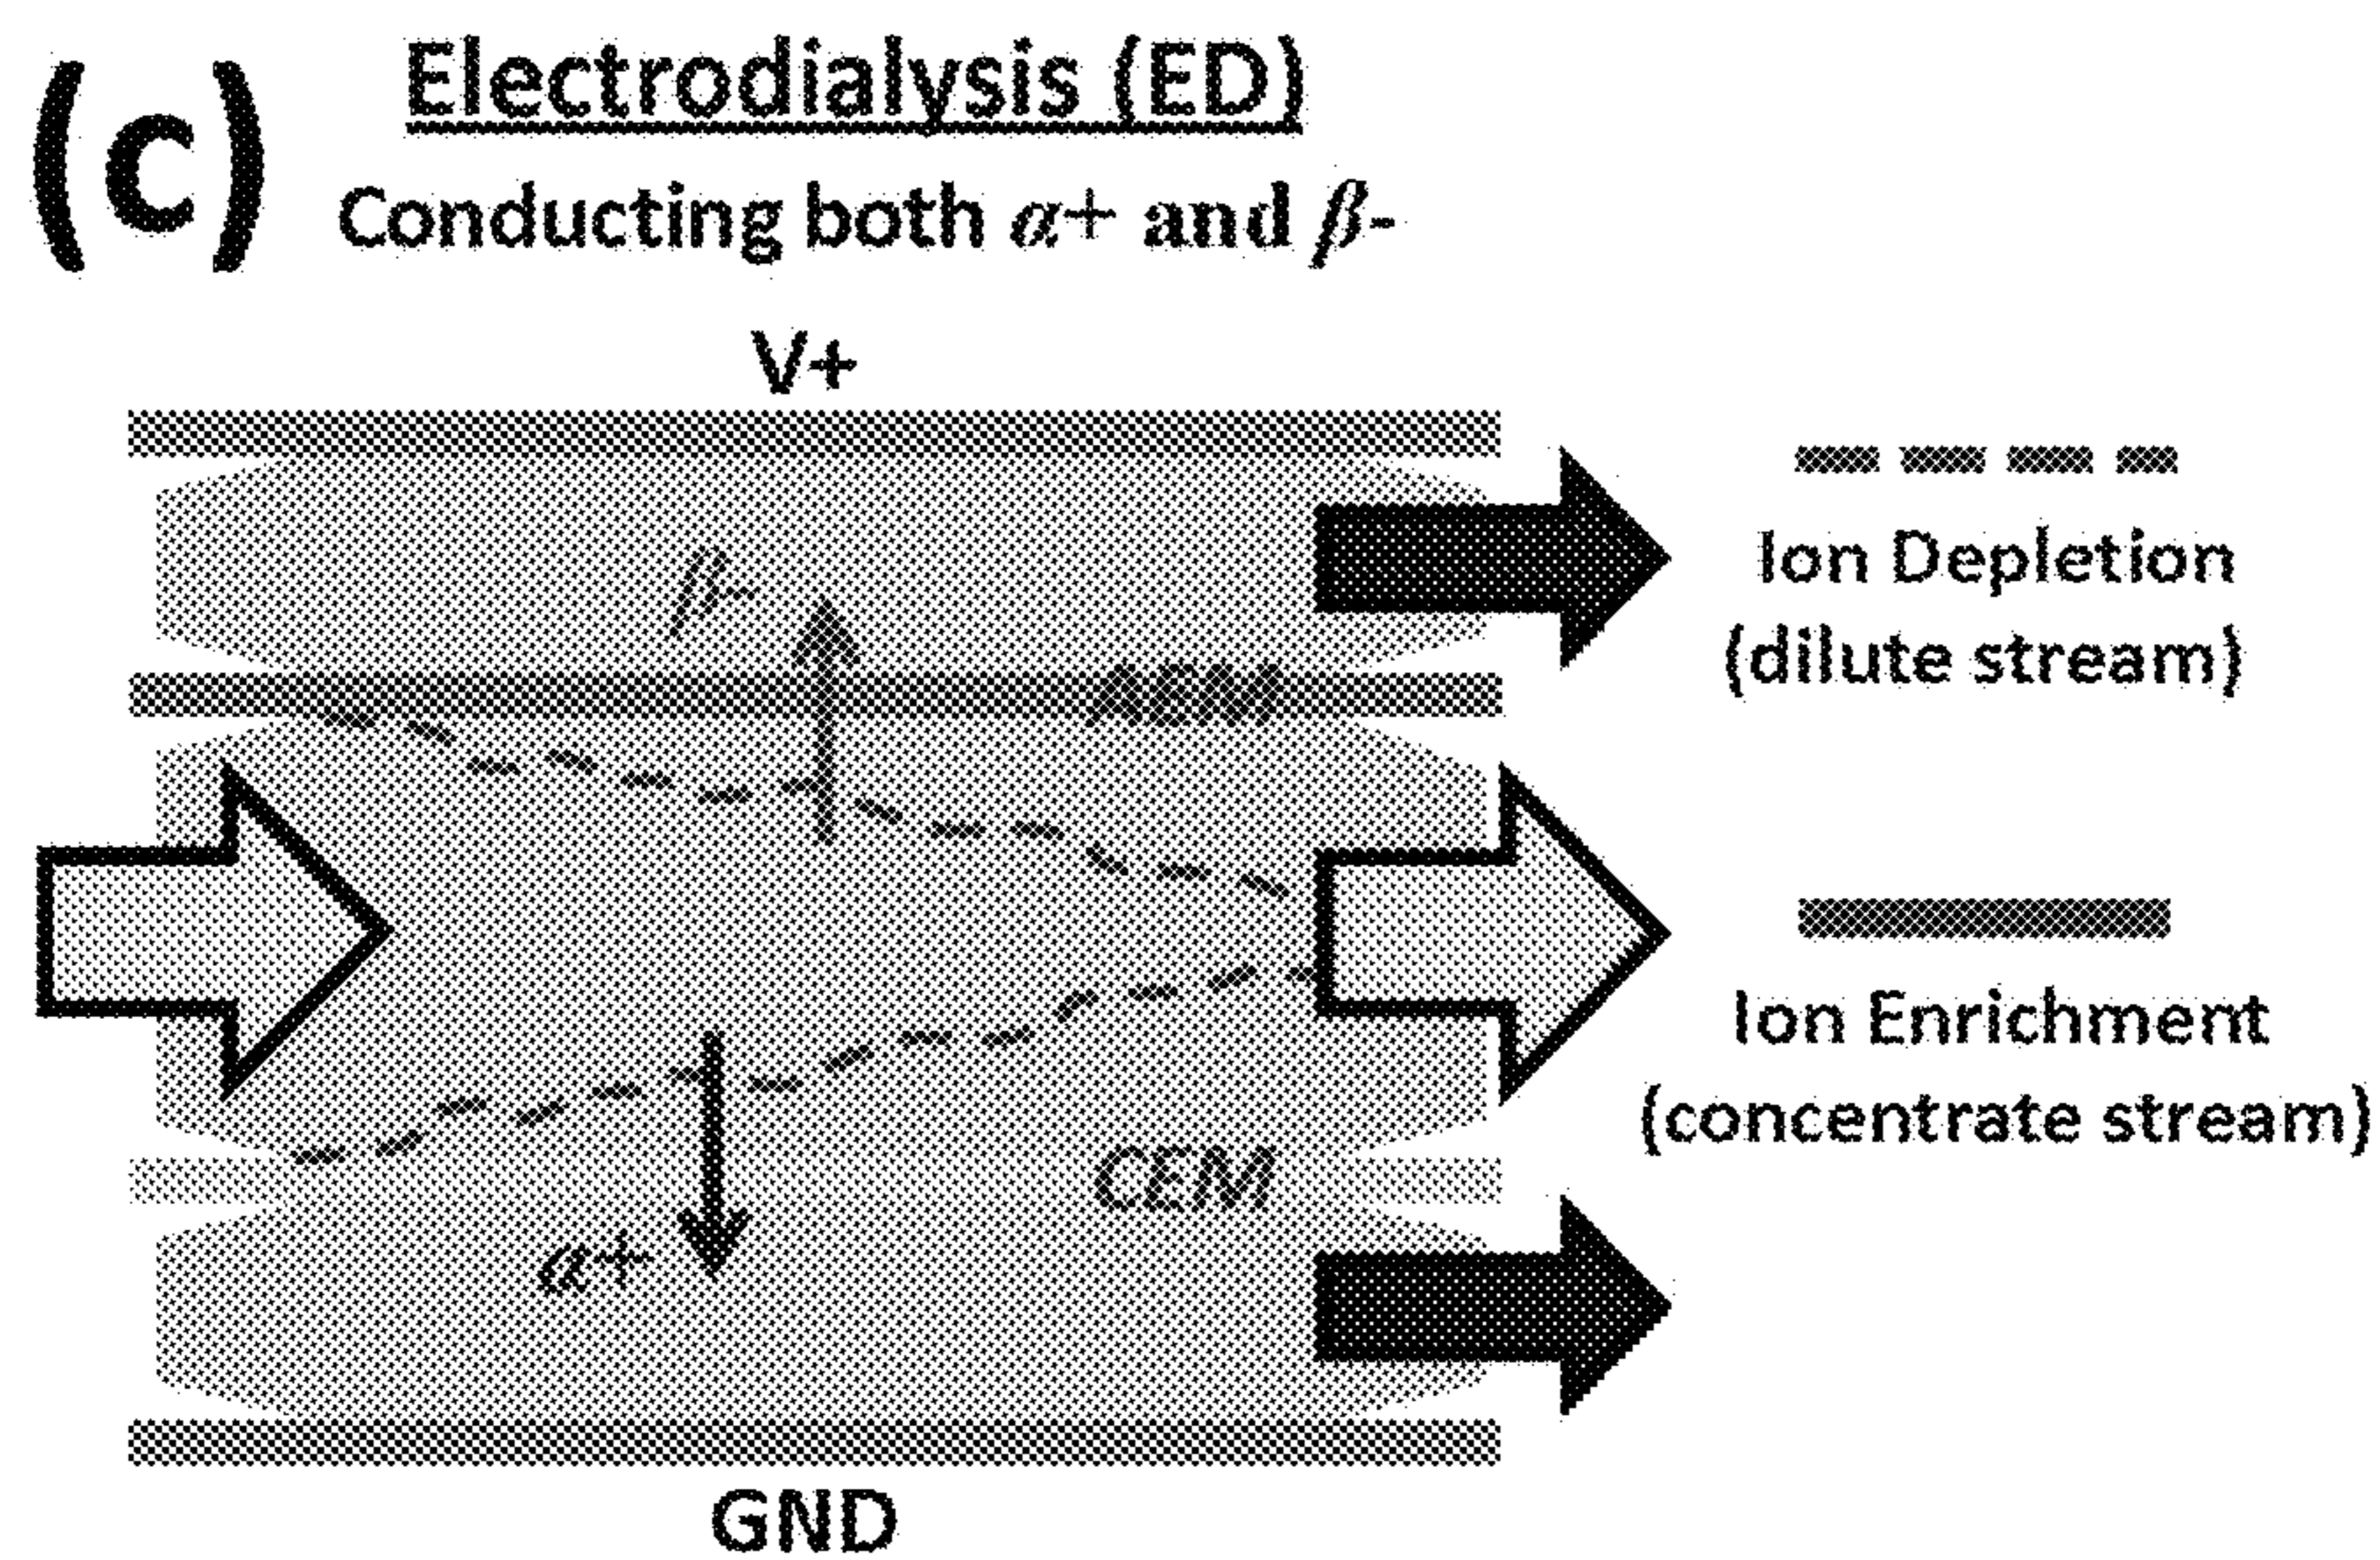 (c)
Electrodialysis (ED)
Conducting both α+ and β-
V+
β-
AEM
CEM
α+
GND
Ion Depletion
(dilute stream)
Ion Enrichment
(concentrate stream)